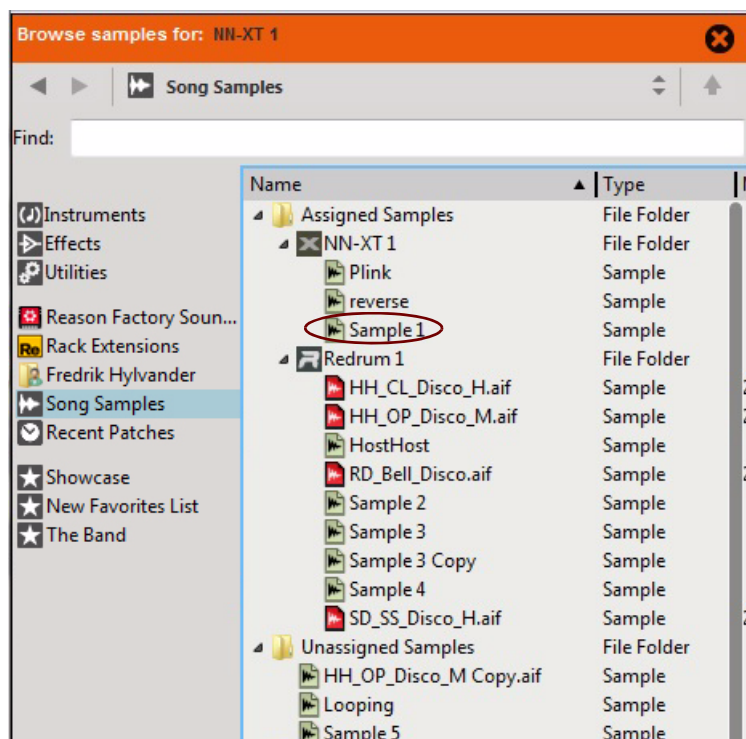 Browse samples for: NN-XT 1
Song Samples
Find:
Name Type
Instruments
Effects
Utilities
Reason Factory Soun...
Rack Extensions
Fredrik Hylvander
Song Samples
Recent Patches
Showcase
New Favorites List
The Band
Assigned Samples File Folder
NN-XT 1 File Folder
Plink Sample
reverse Sample
Sample 1 Sample
Redrum 1 File Folder
HH_CL_Disco_H.aif Sample
HH_OP_Disco_M.aif Sample
HostHost Sample
RD_Bell_Disco.aif Sample
Sample 2 Sample
Sample 3 Sample
Sample 3 Copy Sample
Sample 4 Sample
SD_SS_Disco_H.aif Sample
Unassigned Samples File Folder
HH_OP_Disco_M Copy.aif Sample
Looping Sample
Sample 5 Sample